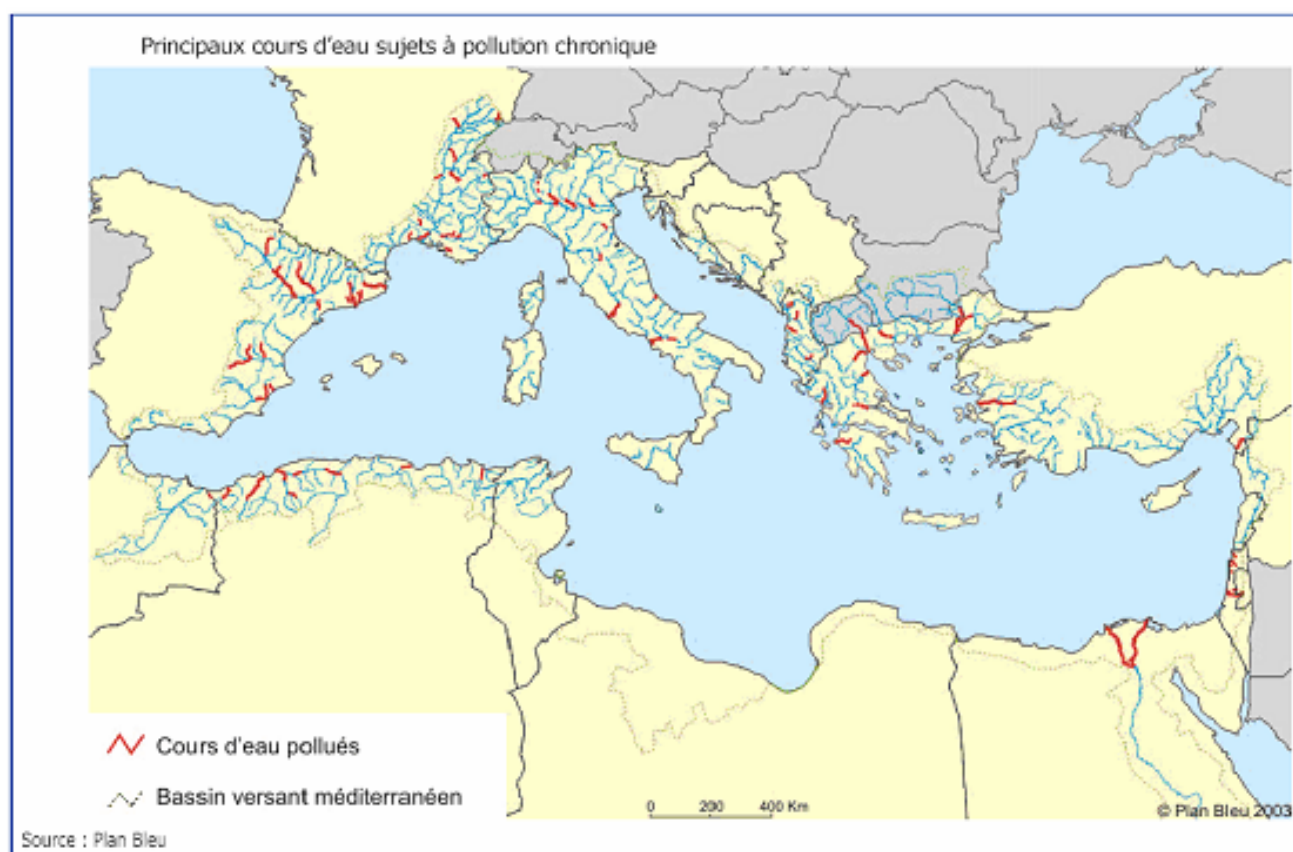 Principaux cours d'eau sujets à pollution chronique
Cours d'eau pollués
Bassin versant méditerranéen
0 200 400 Km
© Plan Bleu 2003
Source : Plan Bleu